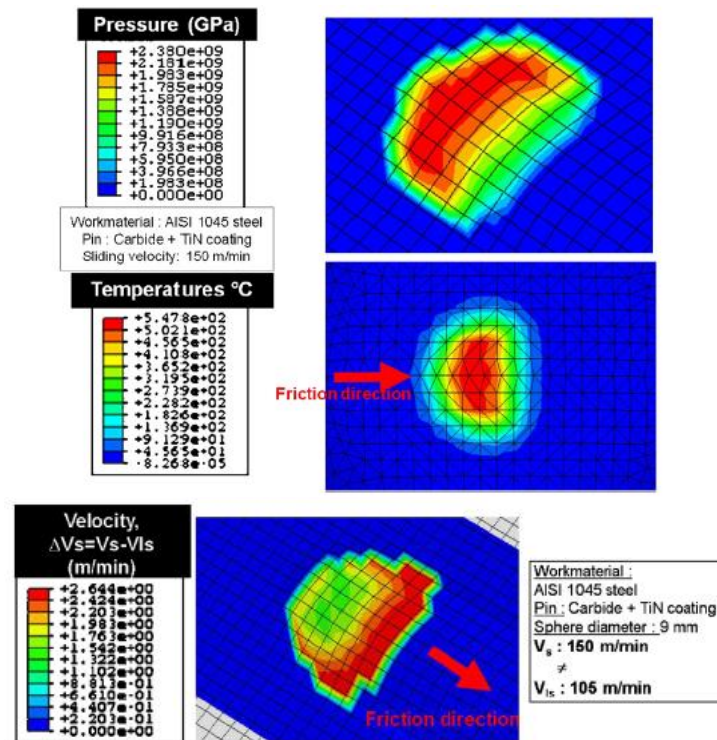 Pressure (GPa)
+2.380e+09
+2.181e+09
+1.983e+09
+1.785e+09
+1.587e+09
+1.388e+09
+1.190e+09
+9.916e+08
+7.933e+08
+5.950e+08
+3.966e+08
+1.983e+08
+0.000e+00
Workmaterial : AISI 1045 steel
Pin : Carbide + TiN coating
Sliding velocity: 150 m/min
Temperatures °C
+5.478e+02
+5.021e+02
+4.565e+02
+4.108e+02
+3.652e+02
+3.195e+02
+2.739e+02
+2.282e+02
+1.826e+02
+1.369e+02
+9.129e+01
+4.565e+01
-8.268e-05
Friction direction
Velocity,
ΔVs=Vs-Vls
(m/min)
+2.644e+00
+2.424e+00
+2.203e+00
+1.983e+00
+1.763e+00
+1.542e+00
+1.322e+00
+1.102e+00
+8.813e-01
+6.610e-01
+4.407e-01
+2.203e-01
+0.000e+00
Friction direction
Workmaterial :
AISI 1045 steel
Pin : Carbide + TiN coating
Sphere diameter : 9 mm
Vs : 150 m/min
≠
Vls : 105 m/min